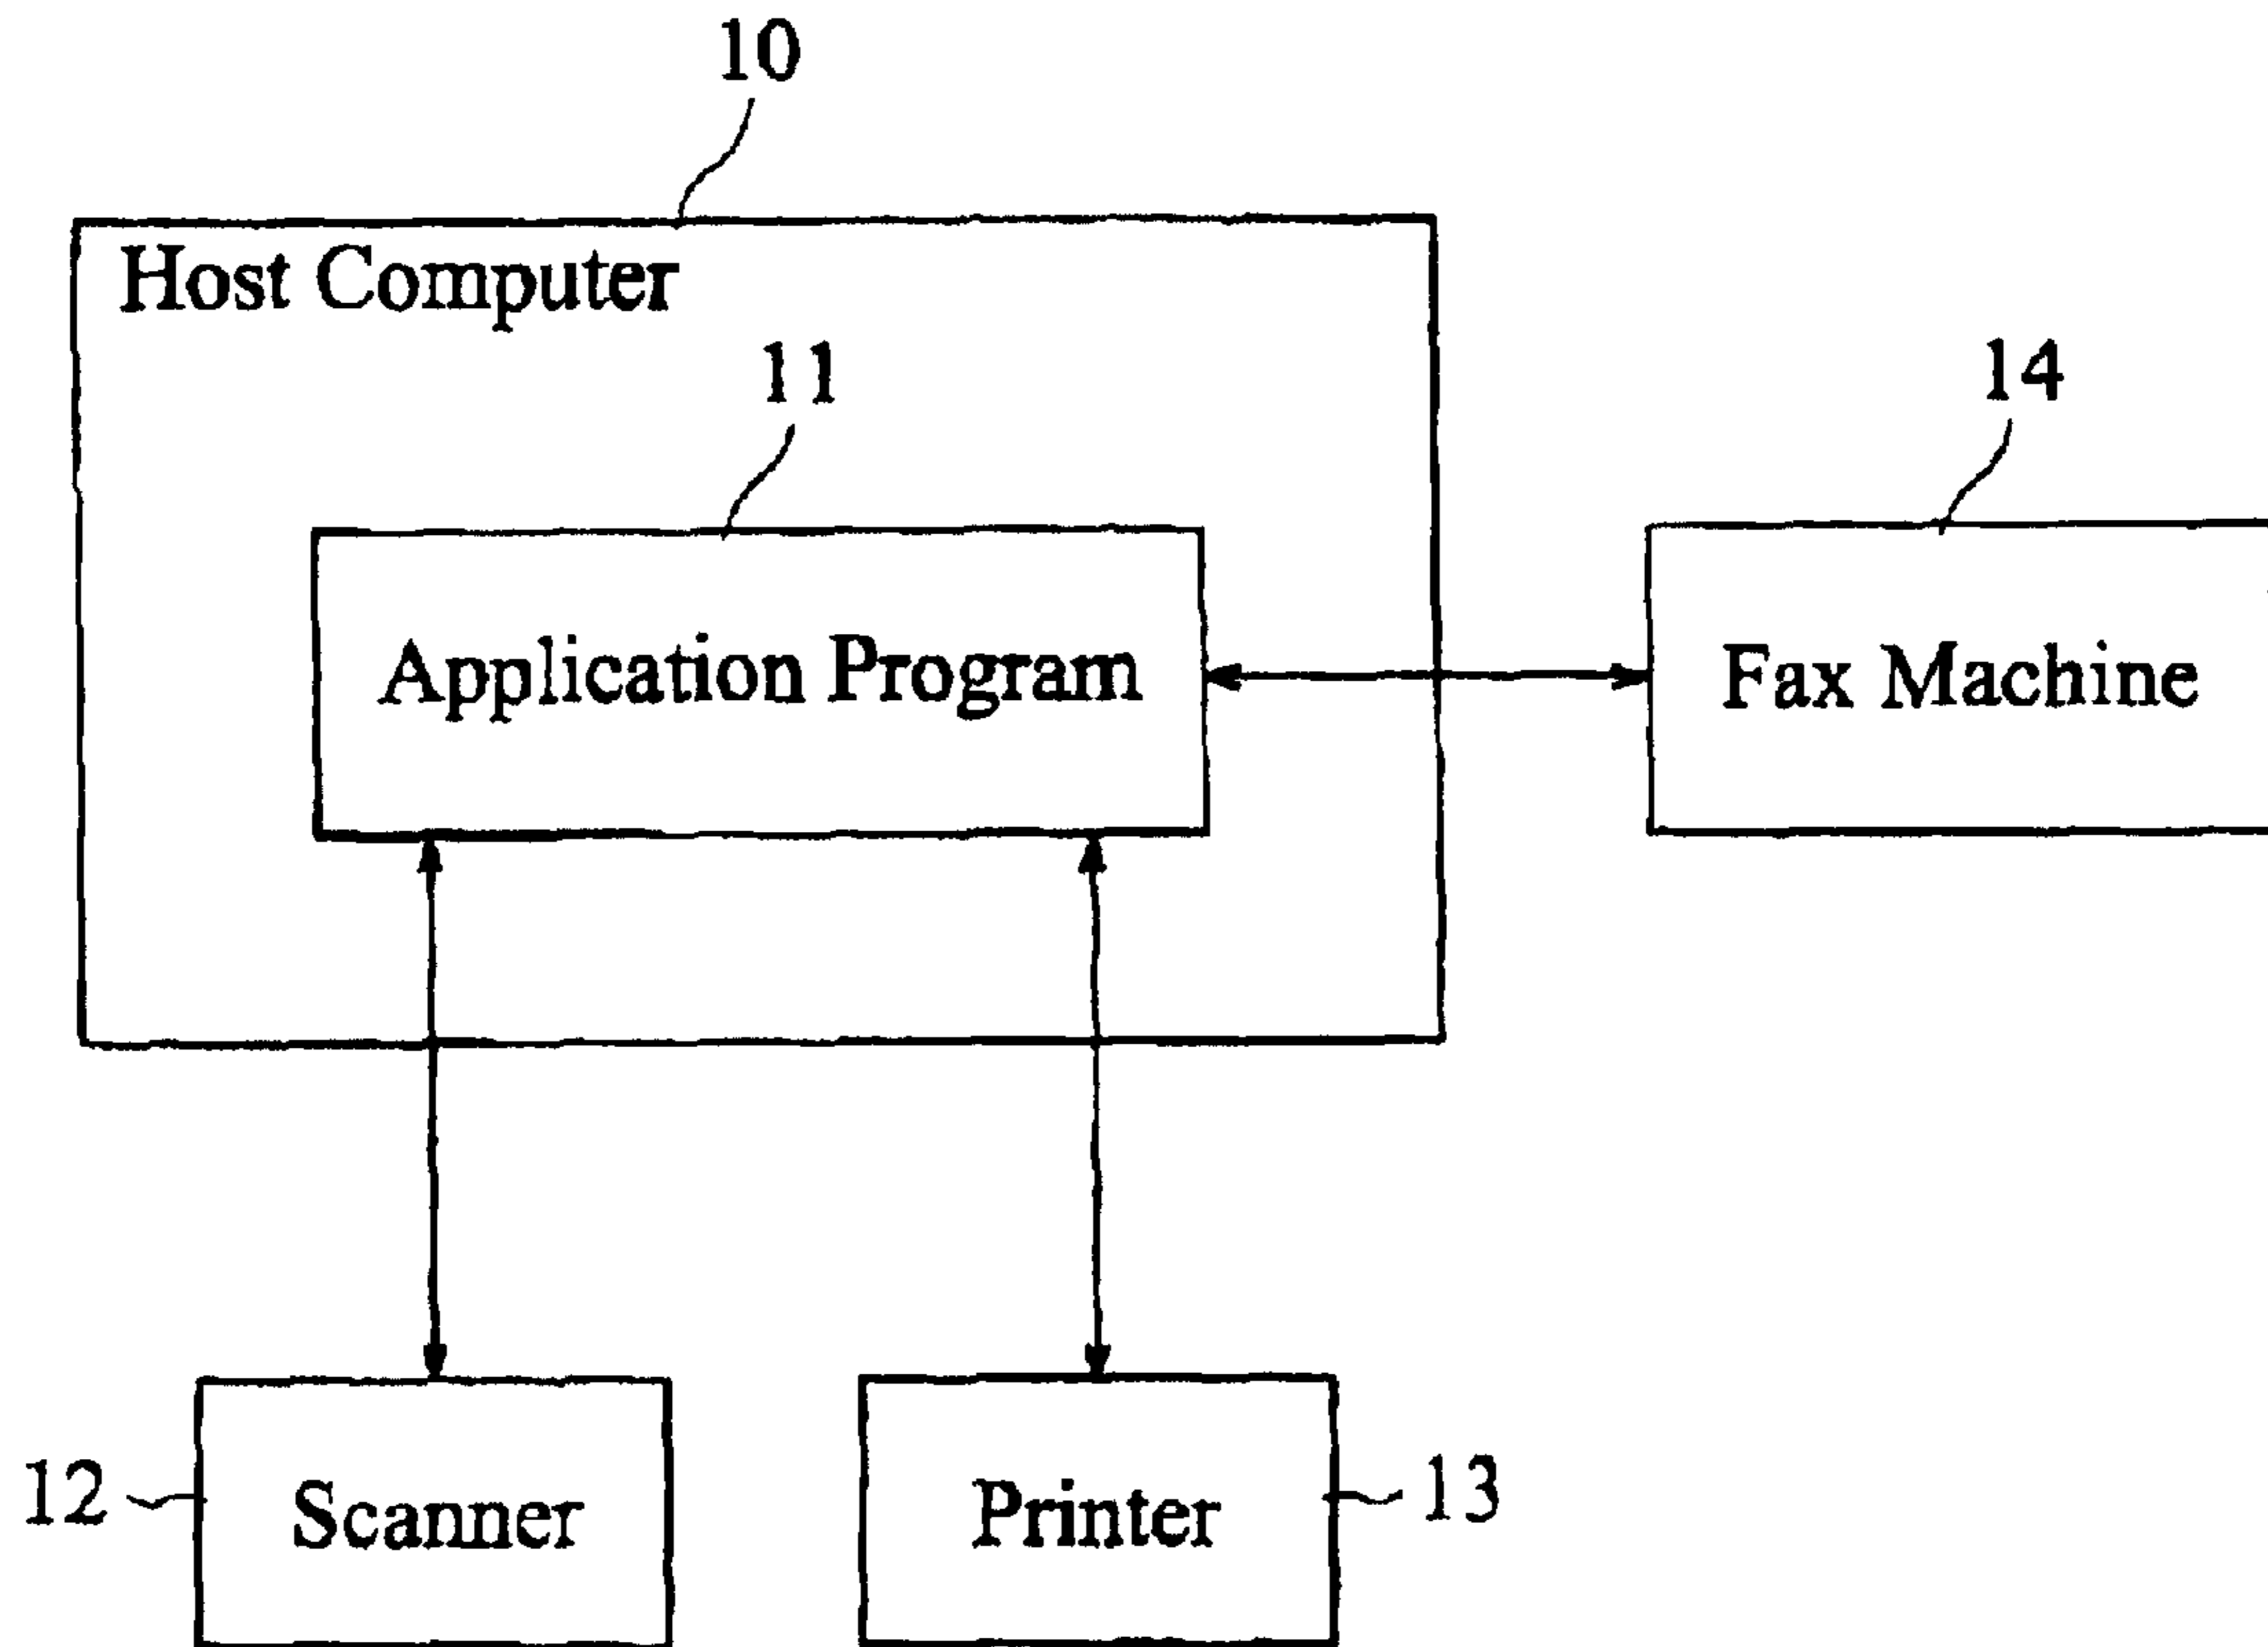 10
Host Computer
11
14
Application Program
Fax Machine
12
Scanner
Printer
13